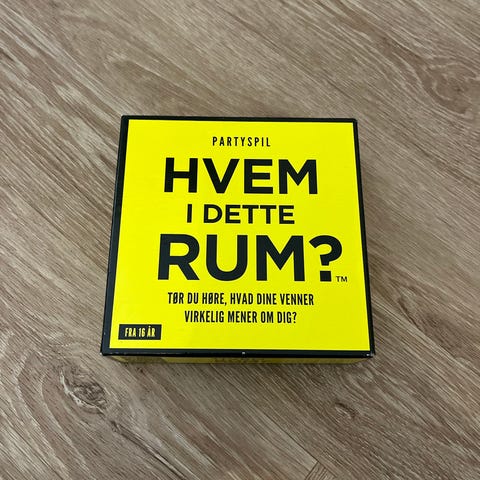 PARTYSPIL
HVEM
I DETTE
RUM?™
TØR DU HØRE, HVAD DINE VENNER
VIRKELIG MENER OM DIG?
FRA 16 ÅR